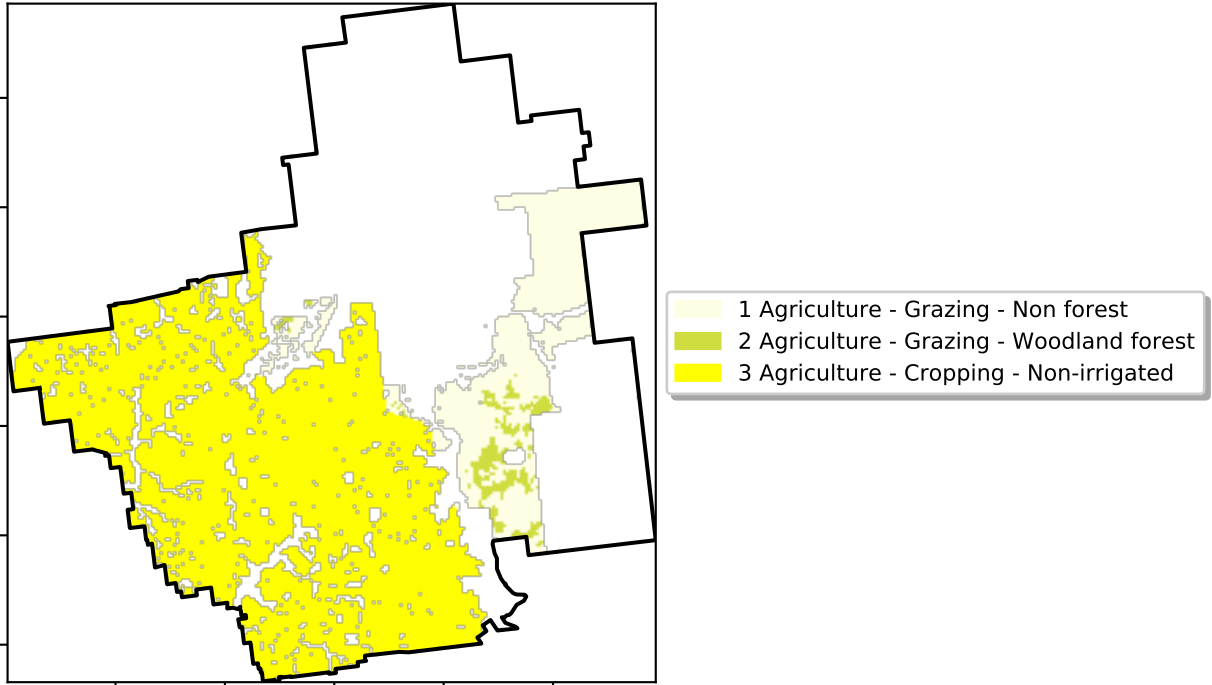 1 Agriculture - Grazing - Non forest
2 Agriculture - Grazing - Woodland forest
3 Agriculture - Cropping - Non-irrigated